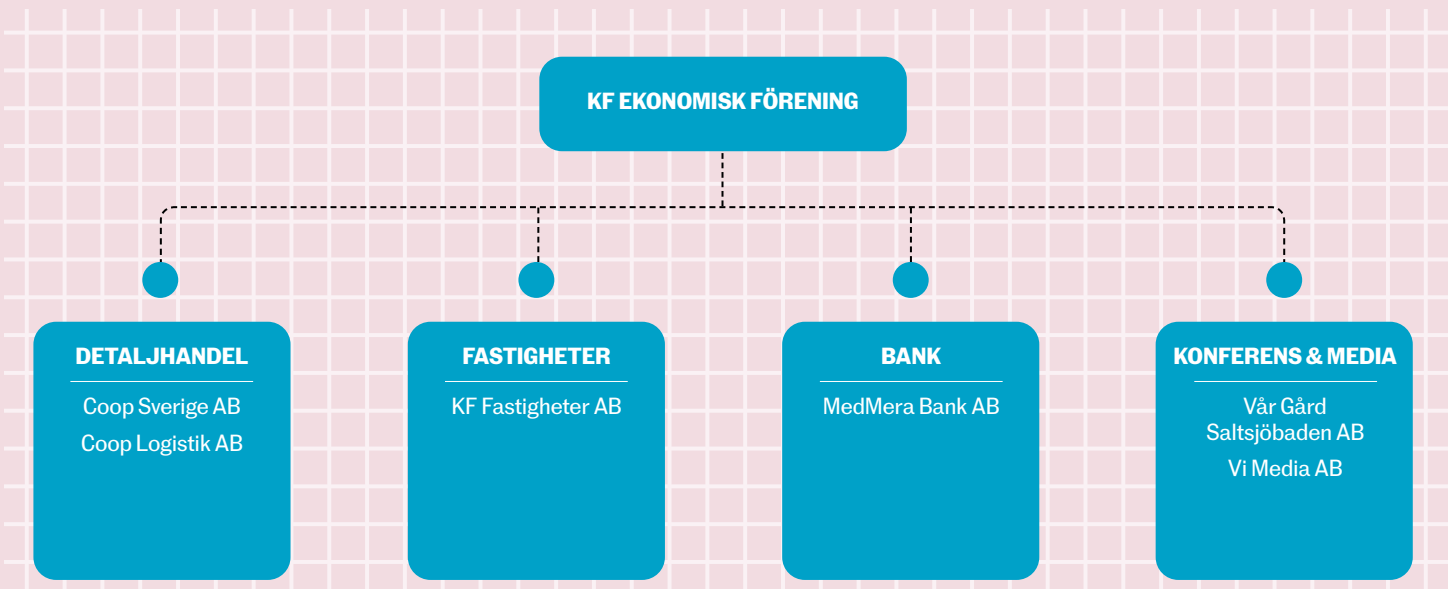 KF EKONOMISK FÖRENING
DETALJHANDEL
Coop Sverige AB
Coop Logistik AB
FASTIGHETER
KF Fastigheter AB
BANK
MedMera Bank AB
KONFERENS & MEDIA
Vår Gård
Saltsjöbaden AB
Vi Media AB